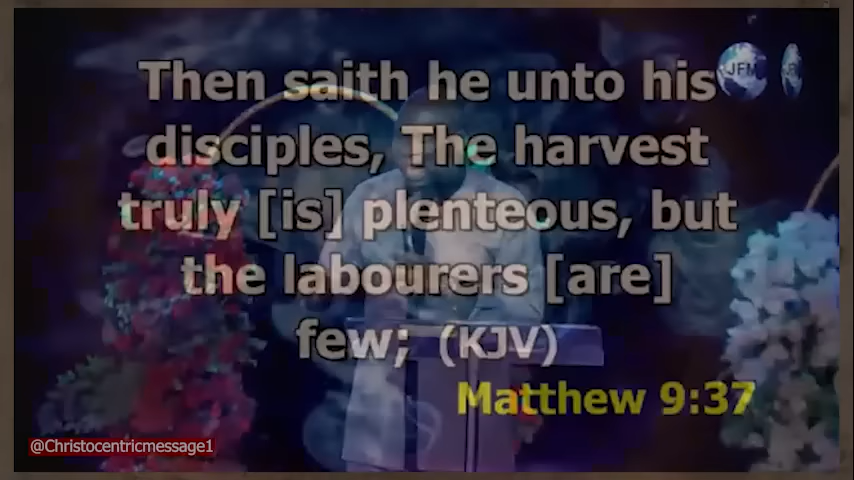 Then saith he unto his
disciples, The harvest
truly [is] plenteous, but
the labourers [are]
few; (KJV)
Matthew 9:37
JFM
@Christocentricmessage1